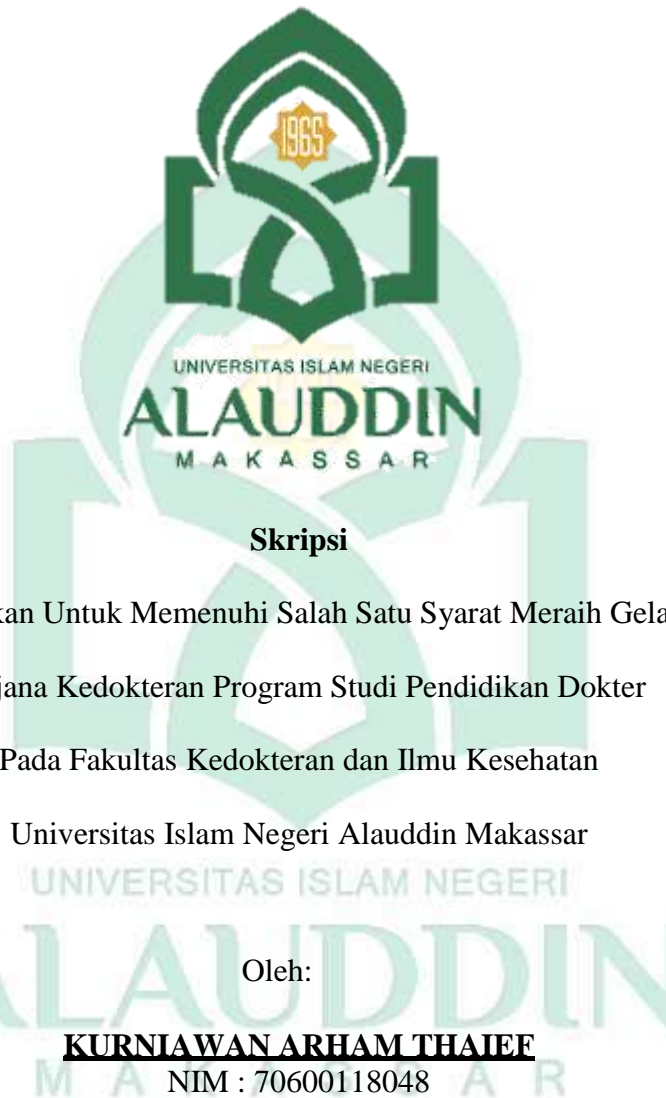 1965
UNIVERSITAS ISLAM NEGERI
ALAUDDIN
MAKASSAR
Skripsi
kan Untuk Memenuhi Salah Satu Syarat Meraih Gela
jana Kedokteran Program Studi Pendidikan Dokter
Pada Fakultas Kedokteran dan Ilmu Kesehatan
Universitas Islam Negeri Alauddin Makassar
UNIVERSITAS ISLAM NEGERI
ALAUDDIN
Oleh:
KURNIAWAN ARHAM THAIEF
MAKASSAR
NIM : 70600118048